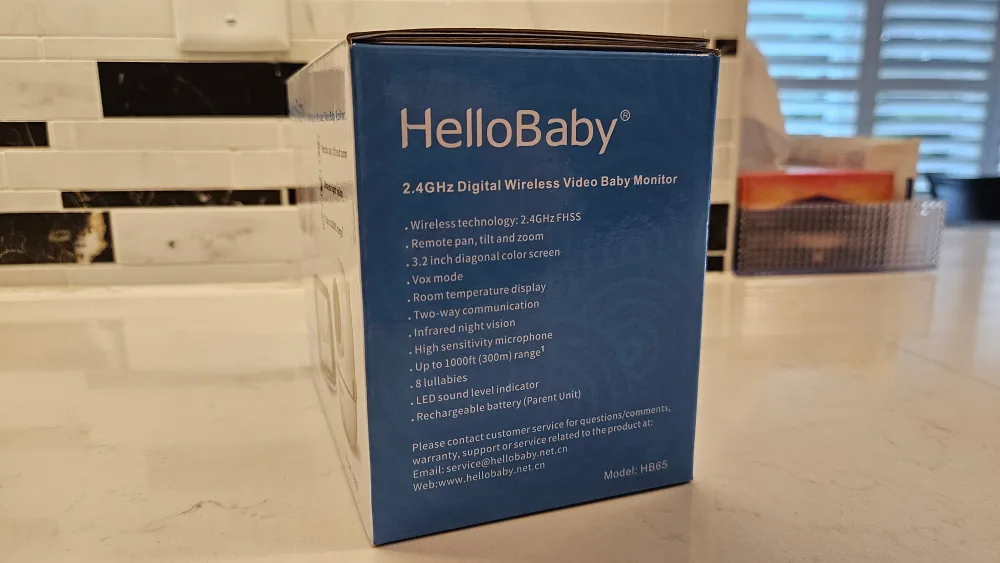 HelloBaby®
2.4GHz Digital Wireless Video Baby Monitor
. Wireless technology: 2.4GHz FHSS
. Remote pan, tilt and zoom
. 3.2 inch diagonal color screen
. Vox mode
. Room temperature display
. Two-way communication
. Infrared night vision
. High sensitivity microphone
. Up to 1000ft (300m) range¹
. 8 lullabies
. LED sound level indicator
. Rechargeable battery (Parent Unit)
Please contact customer service for questions/comments,
warranty, support or service related to the product at:
Email: service@hellobaby.net.cn
Web:www.hellobaby.net.cn
Model: HB65